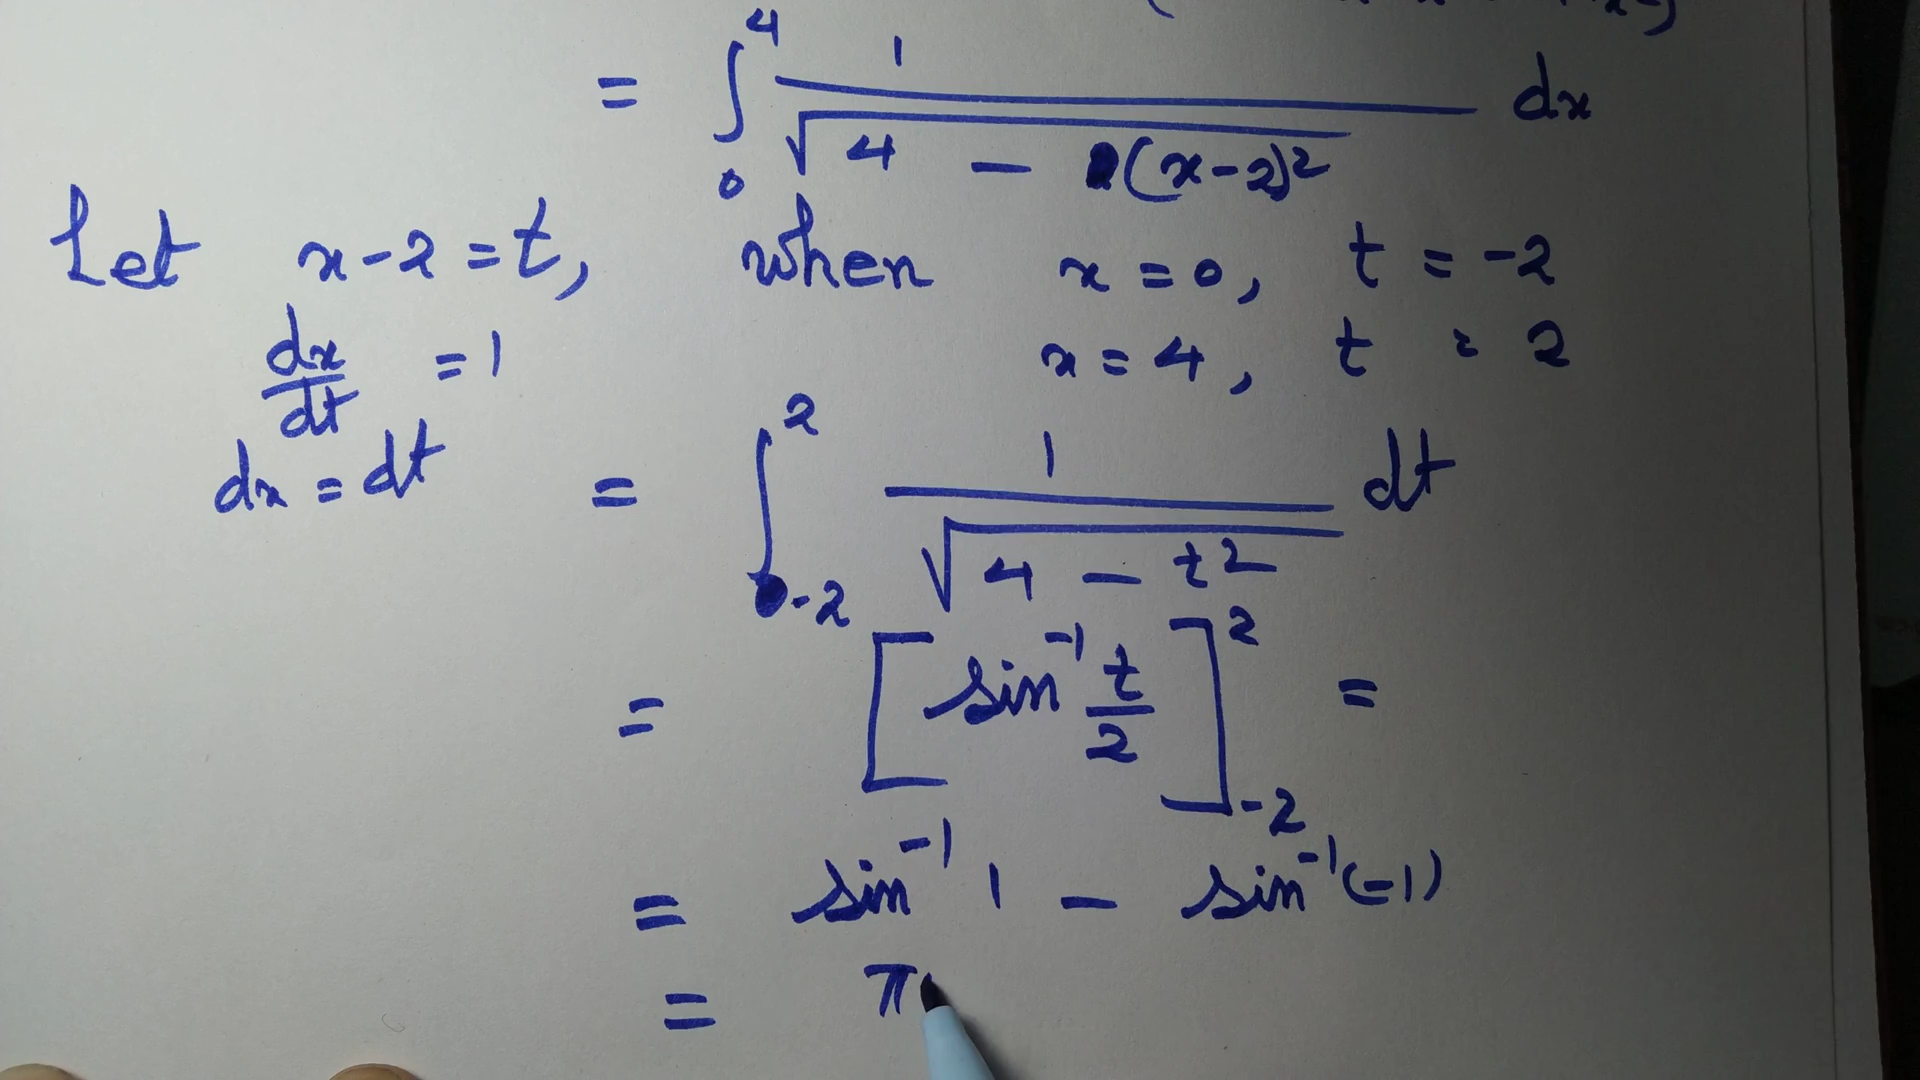 = ∫₀⁴ 1/√(4 - (x-2)²) dx
Let x-2 = t, when x = 0, t = -2
dx/dt = 1 x = 4, t = 2
dx = dt = ∫₋₂² 1/√(4 - t²) dt
= [sin⁻¹ t/2]₋₂² =
= sin⁻¹ 1 - sin⁻¹(-1)
= π